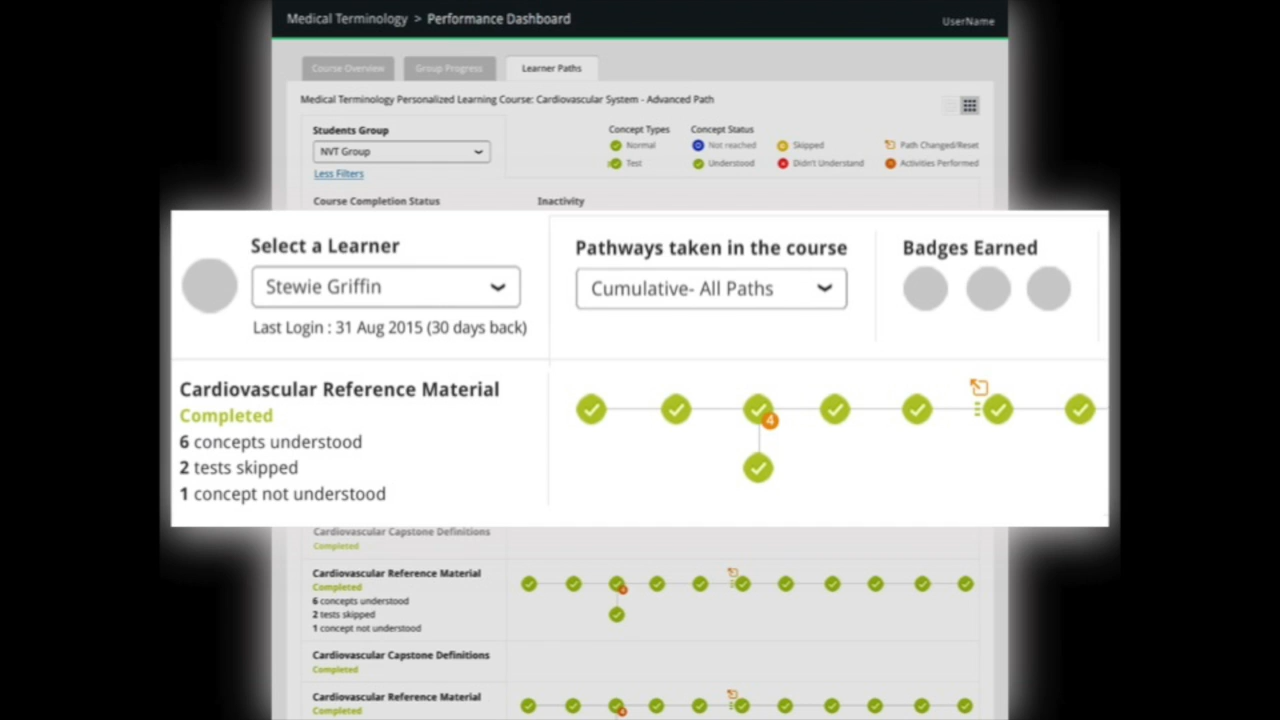 Medical Terminology > Performance Dashboard
UserName
Course Overview
Group Progress
Learner Paths
Medical Terminology Personalized Learning Course: Cardiovascular System - Advanced Path
Students Group
NVT Group
Less Filters
Concept Types
Normal
Test
Concept Status
Not reached
Understood
Skipped
Didn't Understand
Path Changed/Reset
Activities Performed
Course Completion Status
Inactivity
Select a Learner
Stewie Griffin
Last Login : 31 Aug 2015 (30 days back)
Pathways taken in the course
Cumulative- All Paths
Badges Earned
Cardiovascular Reference Material
Completed
6 concepts understood
2 tests skipped
1 concept not understood
4
Cardiovascular Capstone Definitions
Completed
Cardiovascular Reference Material
Completed
6 concepts understood
2 tests skipped
1 concept not understood
4
Cardiovascular Capstone Definitions
Completed
Cardiovascular Reference Material
Completed
4